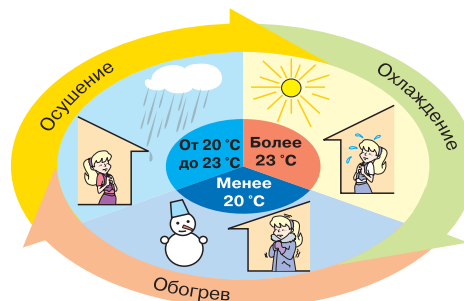 Осушение
Охлаждение
От 20 °C
до 23 °C
Более
23 °C
Менее
20 °C
Обогрев